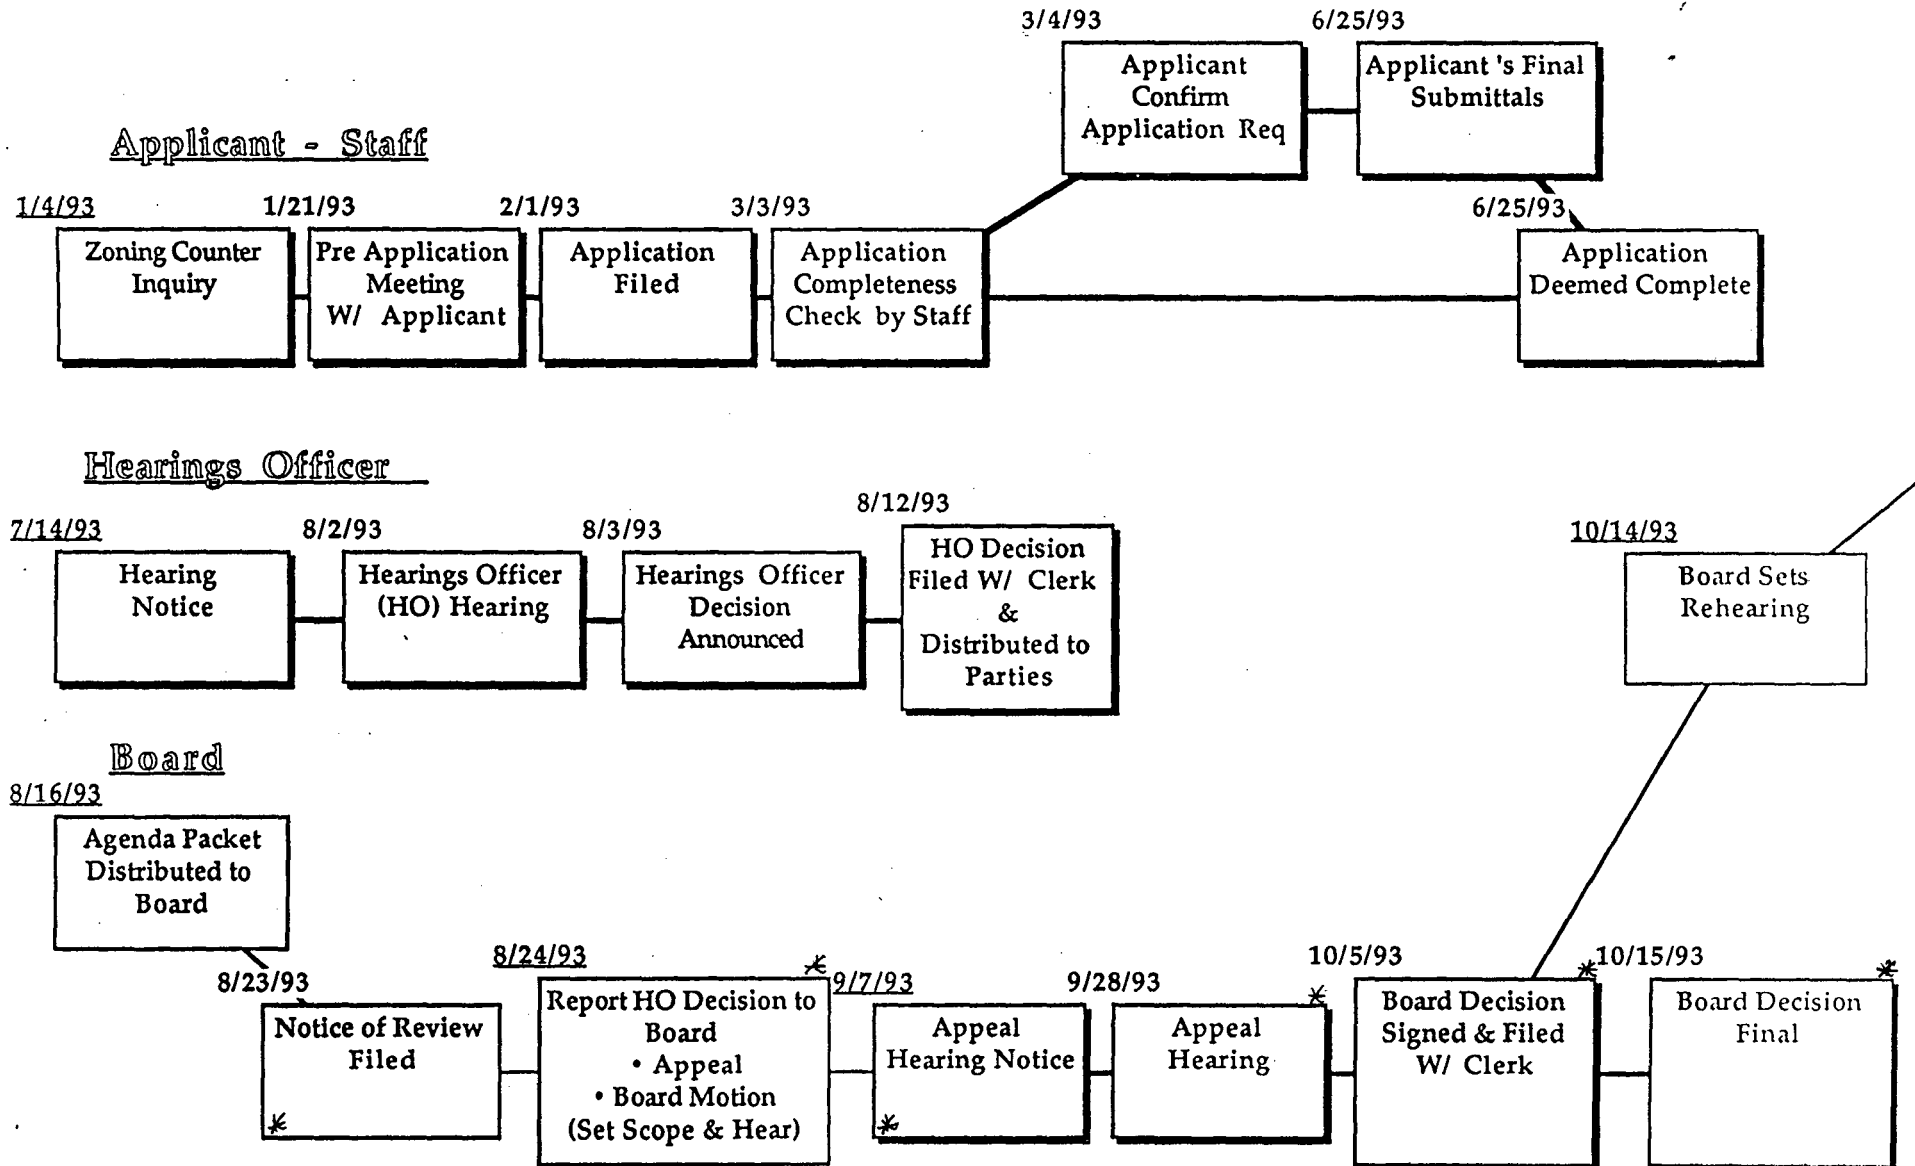 3/4/93
6/25/93
Applicant
Confirm
Application Req
Applicant 's Final
Submittals
Applicant - Staff
1/4/93
1/21/93
2/1/93
3/3/93
6/25/93
Zoning Counter
Inquiry
Pre Application
Meeting
W/ Applicant
Application
Filed
Application
Completeness
Check by Staff
Application
Deemed Complete
Hearings Officer
7/14/93
8/2/93
8/3/93
8/12/93
10/14/93
Hearing
Notice
Hearings Officer
(HO) Hearing
Hearings Officer
Decision
Announced
HO Decision
Filed W/ Clerk
&
Distributed to
Parties
Board Sets
Rehearing
Board
8/16/93
Agenda Packet
Distributed to
Board
8/23/93
8/24/93
9/7/93
9/28/93
10/5/93
10/15/93
Notice of Review
Filed
*
Report HO Decision to
Board
• Appeal
• Board Motion
(Set Scope & Hear)
*
Appeal
Hearing Notice
*
Appeal
Hearing
*
Board Decision
Signed & Filed
W/ Clerk
*
Board Decision
Final
*